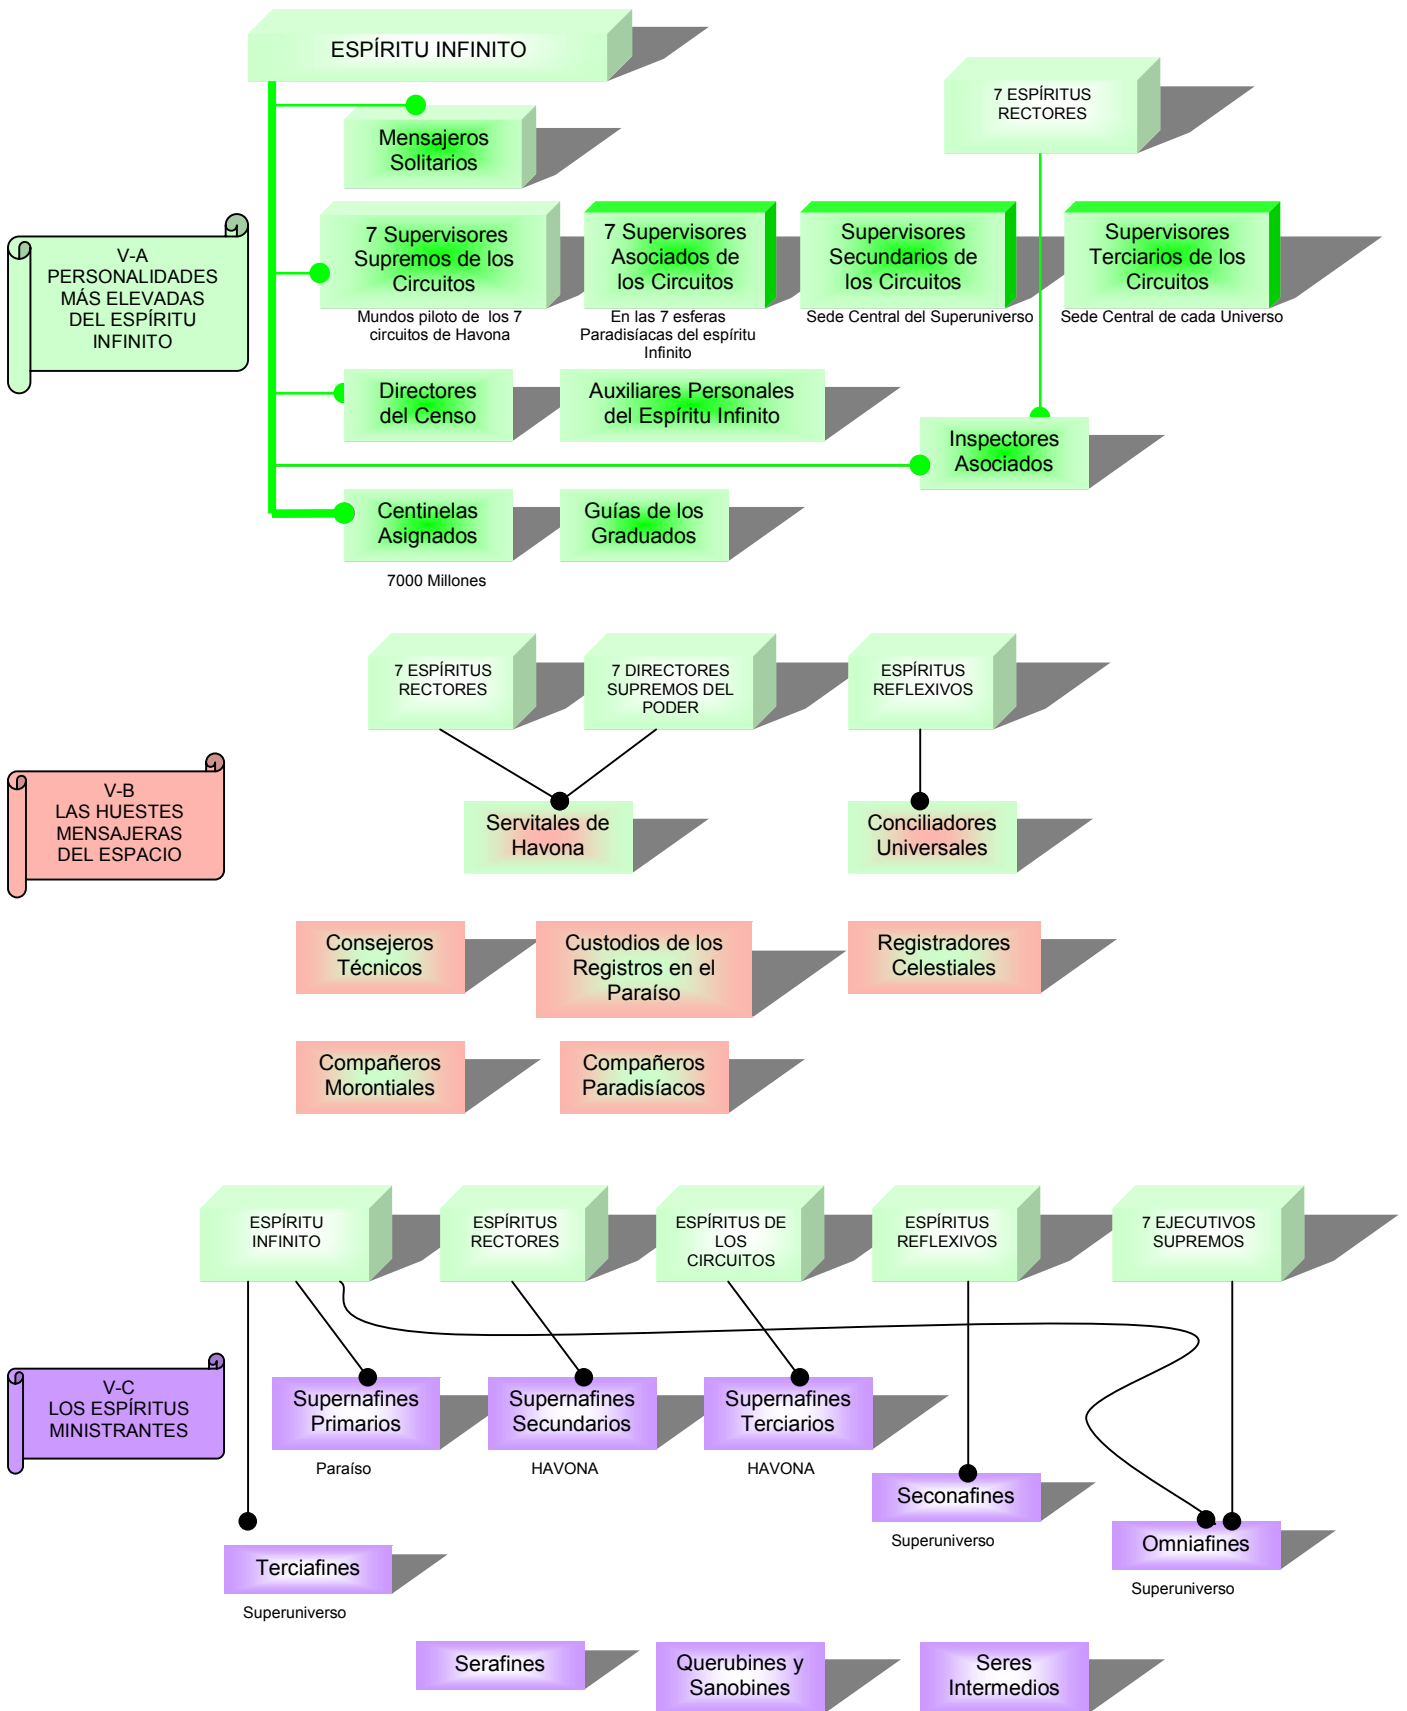 ESPÍRITU INFINITO
7 ESPÍRITUS
RECTORES
Mensajeros
Solitarios
V-A
PERSONALIDADES
MÁS ELEVADAS
DEL ESPÍRITU
INFINITO
7 Supervisores
Supremos de los
Circuitos
Mundos piloto de los 7
circuitos de Havona
7 Supervisores
Asociados de
los Circuitos
En las 7 esferas
Paradisíacas del espíritu
Infinito
Supervisores
Secundarios de
los Circuitos
Sede Central del Superuniverso
Supervisores
Terciarios de los
Circuitos
Sede Central de cada Universo
Directores
del Censo
Auxiliares Personales
del Espíritu Infinito
Inspectores
Asociados
Centinelas
Asignados
7000 Millones
Guías de los
Graduados
7 ESPÍRITUS
RECTORES
7 DIRECTORES
SUPREMOS DEL
PODER
ESPÍRITUS
REFLEXIVOS
V-B
LAS HUESTES
MENSAJERAS
DEL ESPACIO
Servitales de
Havona
Conciliadores
Universales
Consejeros
Técnicos
Custodios de los
Registros en el
Paraíso
Registradores
Celestiales
Compañeros
Morontiales
Compañeros
Paradisíacos
ESPÍRITU
INFINITO
ESPÍRITUS
RECTORES
ESPÍRITUS DE
LOS
CIRCUITOS
ESPÍRITUS
REFLEXIVOS
7 EJECUTIVOS
SUPREMOS
V-C
LOS ESPÍRITUS
MINISTRANTES
Supernafines
Primarios
Paraíso
Supernafines
Secundarios
HAVONA
Supernafines
Terciarios
HAVONA
Seconafines
Superuniverso
Omniafines
Superuniverso
Terciafines
Superuniverso
Serafines
Querubines y
Sanobines
Seres
Intermedios